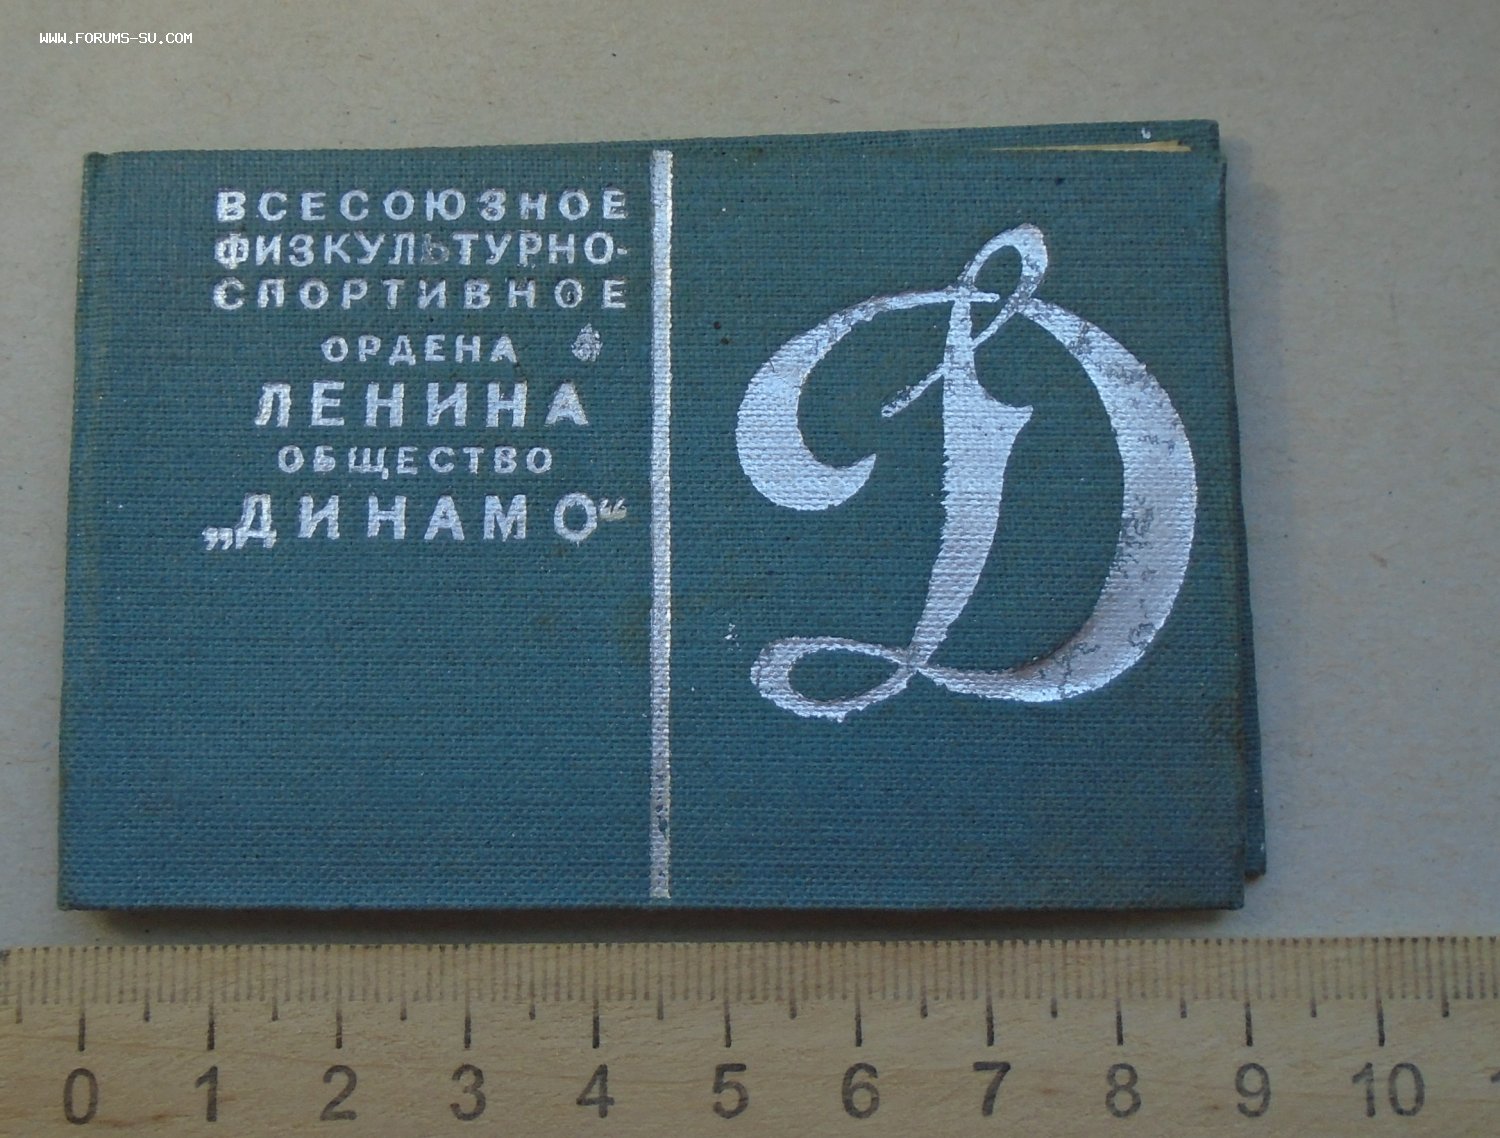 WWW.FORUMS-SU.COM
ВСЕСОЮЗНОЕ
ФИЗКУЛЬТУРНО-
СПОРТИВНОЕ
ОРДЕНА
ЛЕНИНА
ОБЩЕСТВО
„ДИНАМО“
Д
0 1 2 3 4 5 6 7 8 9 10